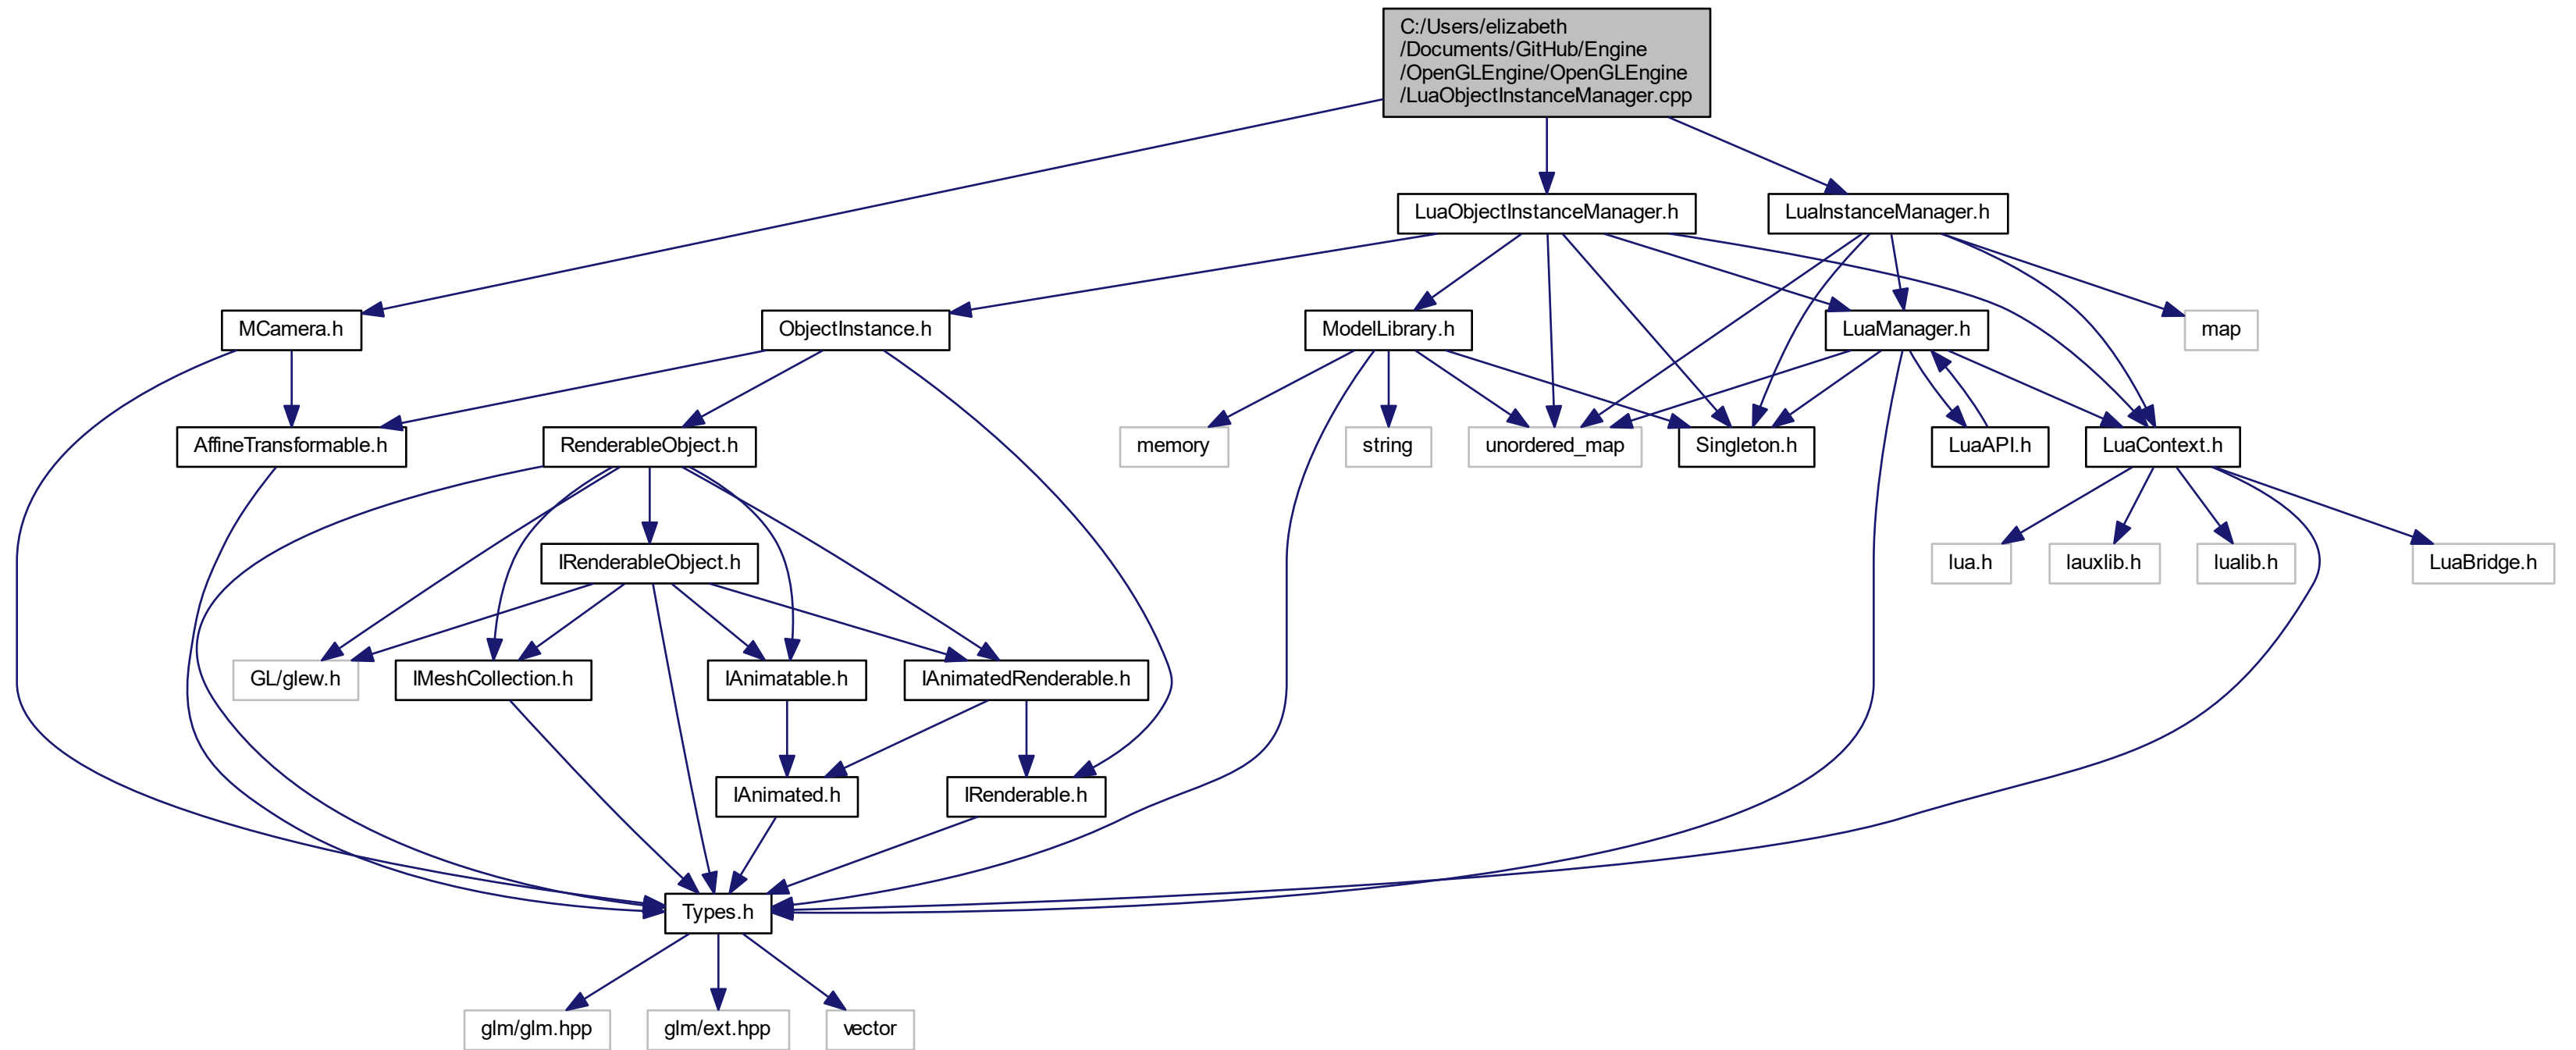 C:/Users/elizabeth
/Documents/GitHub/Engine
/OpenGLEngine/OpenGLEngine
/LuaObjectInstanceManager.cpp
LuaObjectInstanceManager.h
LuaInstanceManager.h
MCamera.h
ObjectInstance.h
ModelLibrary.h
LuaManager.h
map
AffineTransformable.h
RenderableObject.h
memory
string
unordered_map
Singleton.h
LuaAPI.h
LuaContext.h
IRenderableObject.h
lua.h
lauxlib.h
lualib.h
LuaBridge.h
GL/glew.h
IMeshCollection.h
IAnimatable.h
IAnimatedRenderable.h
IAnimated.h
IRenderable.h
Types.h
glm/glm.hpp
glm/ext.hpp
vector